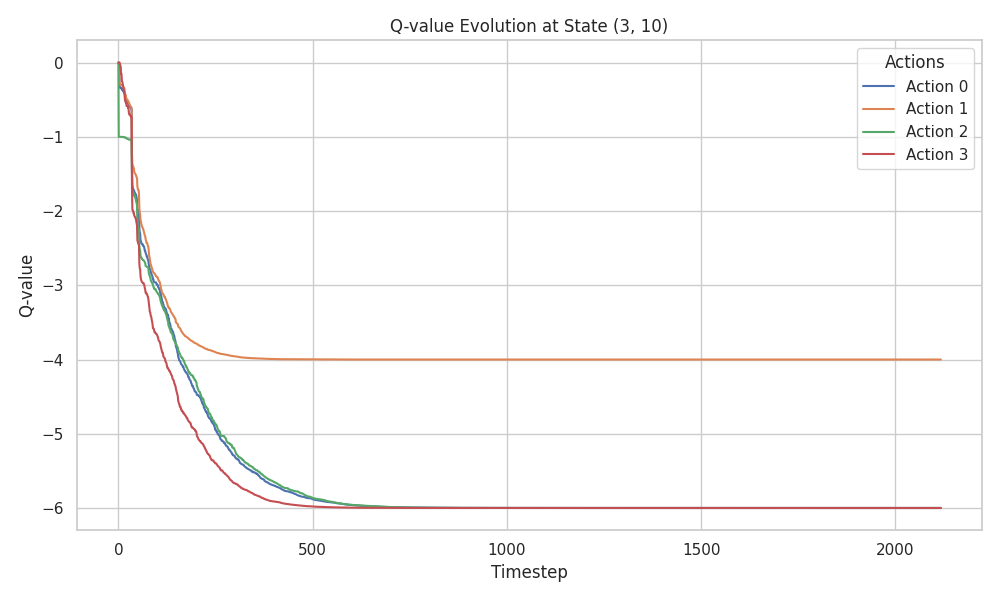 Q-value Evolution at State (3, 10)
Actions
Action 0
Action 1
Action 2
Action 3
Q-value
0
−1
−2
−3
−4
−5
−6
0
500
1000
1500
2000
Timestep